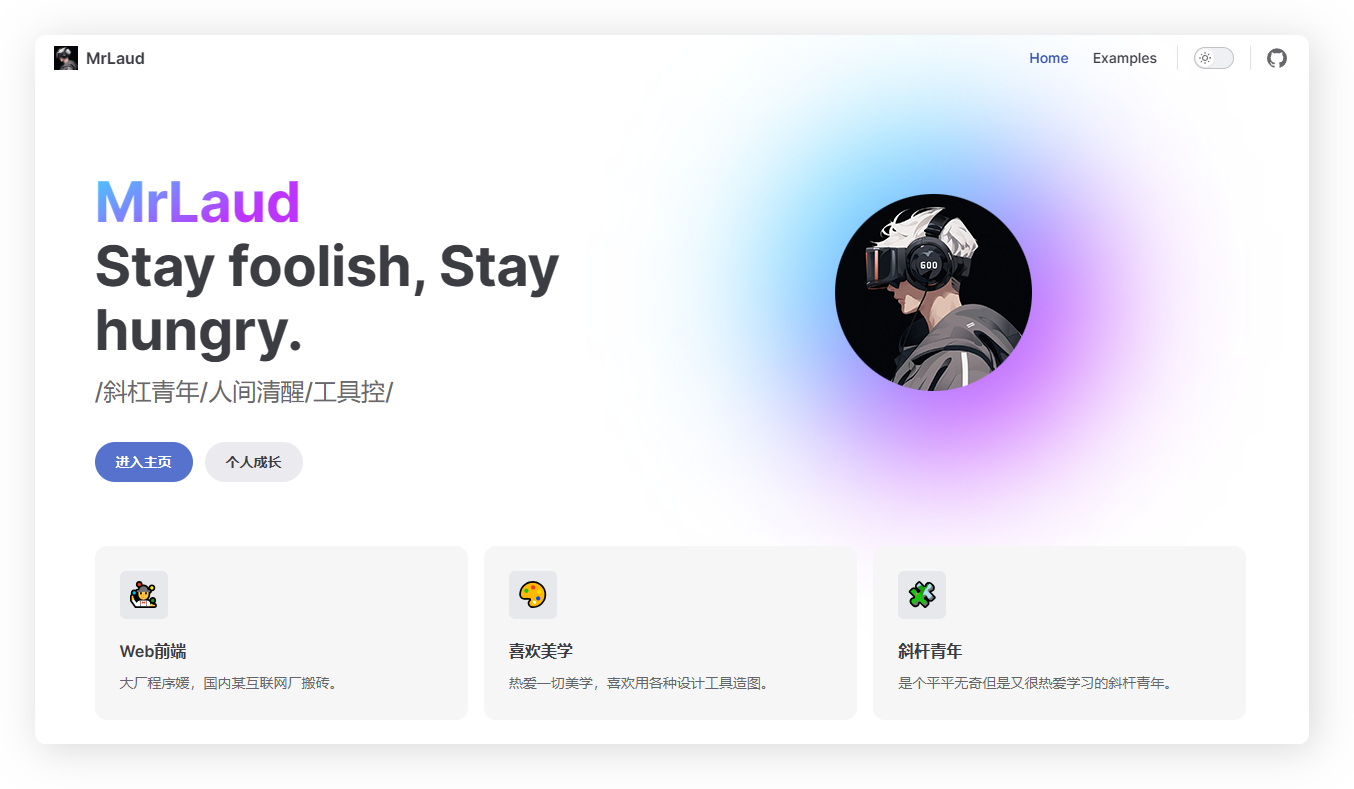 MrLaud
Home
Examples
MrLaud
Stay foolish, Stay
hungry.
/斜杠青年/人间清醒/工具控/
进入主页
个人成长
600
Web前端
大厂程序媛，国内某互联网厂搬砖。
喜欢美学
热爱一切美学，喜欢用各种设计工具造图。
斜杆青年
是个平平无奇但是又很热爱学习的斜杆青年。